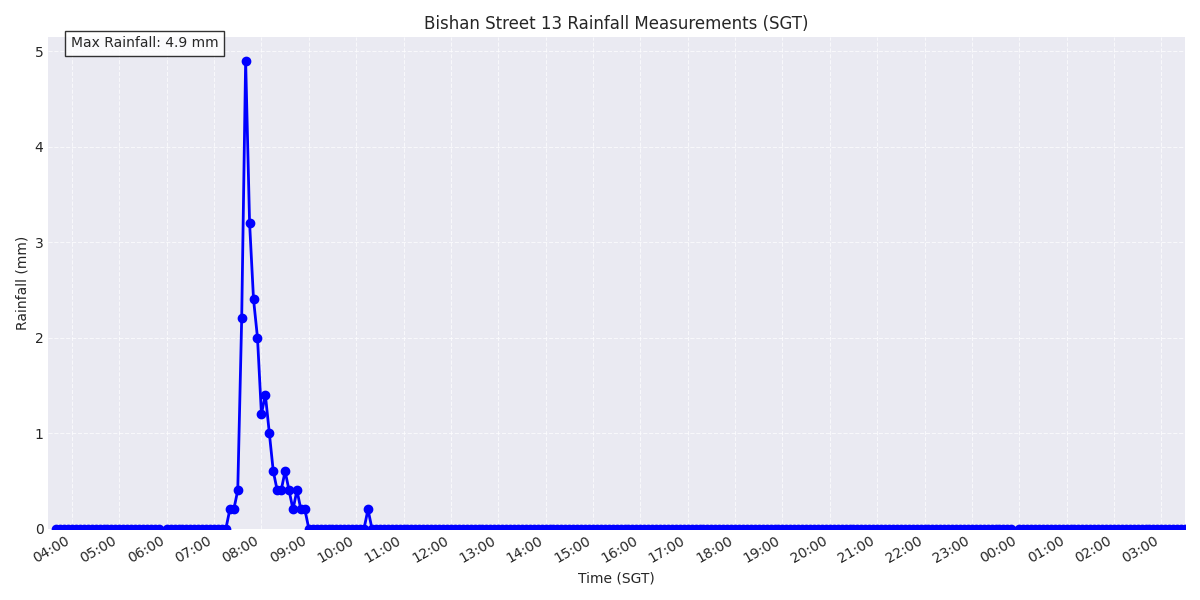 Bishan Street 13 Rainfall Measurements (SGT)
Max Rainfall: 4.9 mm
5
4
3
2
1
0
Rainfall (mm)
04:00 05:00 06:00 07:00 08:00 09:00 10:00 11:00 12:00 13:00 14:00 15:00 16:00 17:00 18:00 19:00 20:00 21:00 22:00 23:00 00:00 01:00 02:00 03:00
Time (SGT)